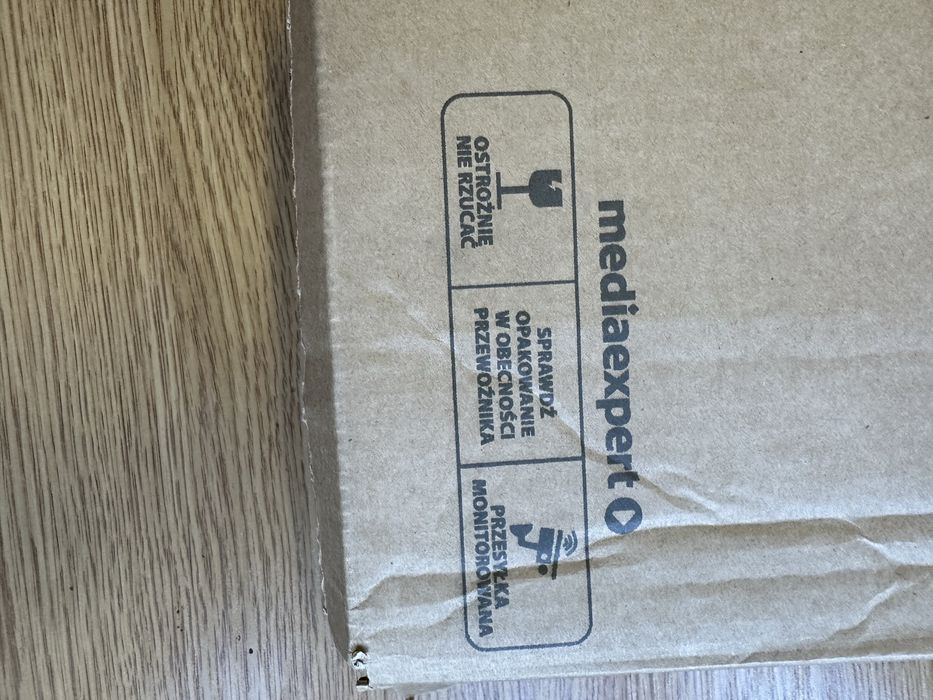 mediaexpert
OSTROŻNIE
NIE RZUCAĆ
SPRAWDŹ
OPAKOWANIE
W OBECNOŚCI
PRZEWOŹNIKA
PRZESYŁKA
MONITOROWANA